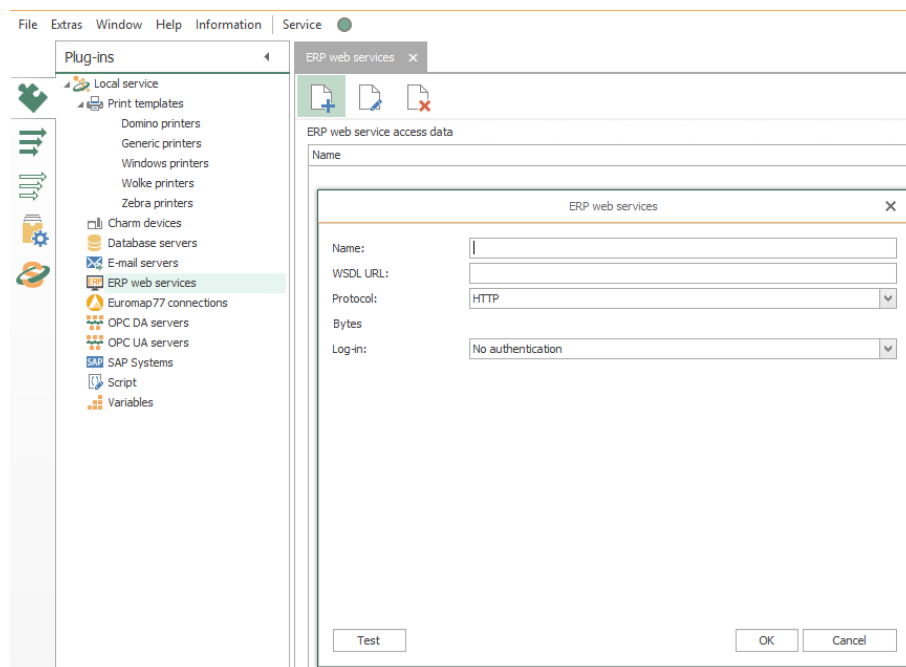 File Extras Window Help Information Service
Plug-ins
ERP web services
Local service
Print templates
Domino printers
Generic printers
Windows printers
Wolke printers
Zebra printers
Charm devices
Database servers
E-mail servers
ERP ERP web services
Euromap77 connections
OPC DA servers
OPC UA servers
SAP SAP Systems
Script
Variables
ERP web service access data
Name
ERP web services
Name:
WSDL URL:
Protocol: HTTP
Bytes
Log-in: No authentication
Test OK Cancel